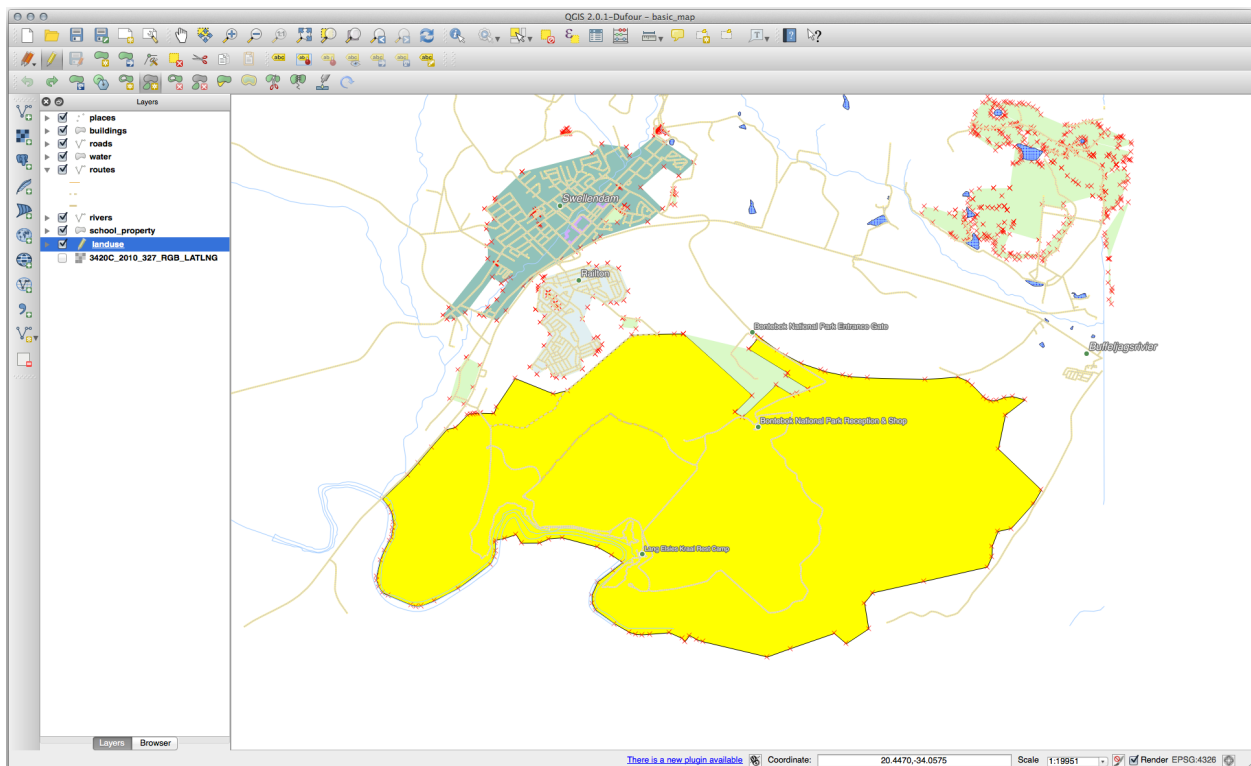 QGIS 2.0.1-Dufour – basic_map
Layers
places
buildings
roads
water
routes
rivers
school_property
landuse
3420C_2010_327_RGB_LATLNG
Swellendam
Railton
Bontebok National Park Entrance Gate
Buffeljagsrivier
Bontebok National Park Reception & Shop
Lang Elsies Kraal Rest Camp
Layers Browser
There is a new plugin available Coordinate: 20.4470,-34.0575 Scale 1:19951 Render EPSG:4326